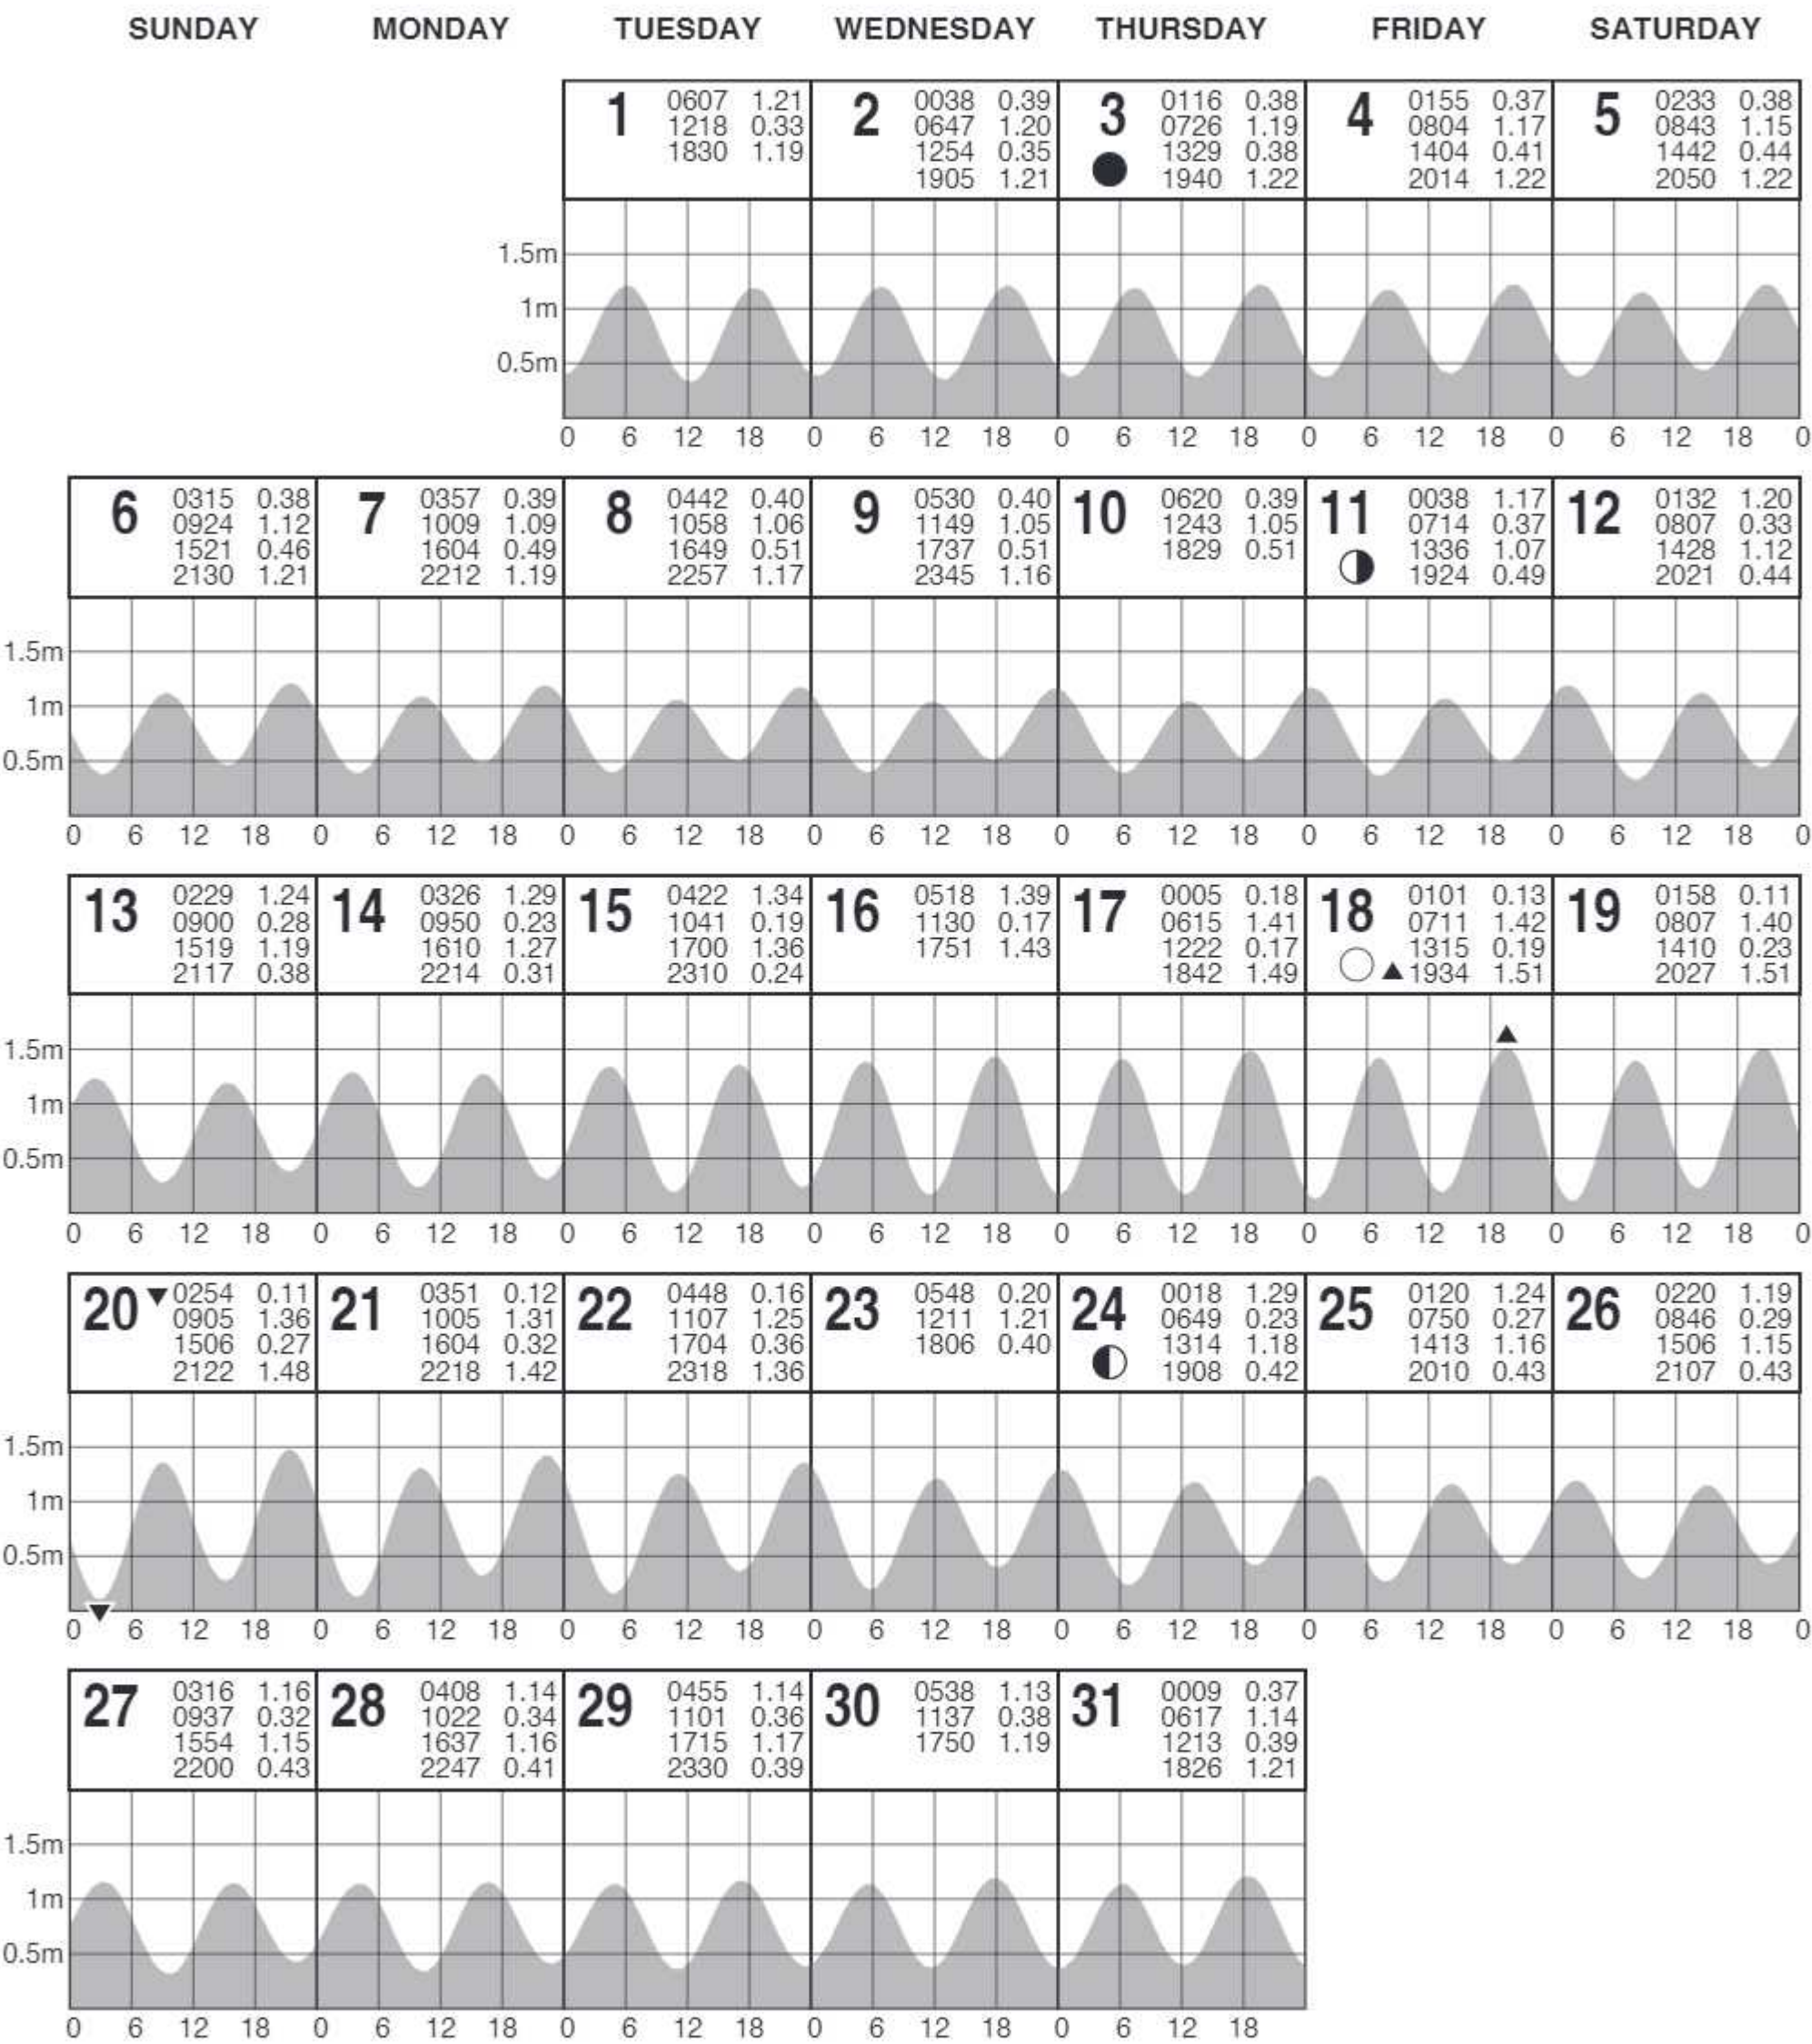 SUNDAY MONDAY TUESDAY WEDNESDAY THURSDAY FRIDAY SATURDAY
1 0607 1.21 2 0038 0.39 3 0116 0.38 4 0155 0.37 5 0233 0.38
1218 0.33 0647 1.20 0726 1.19 0804 1.17 0843 1.15
1830 1.19 1254 0.35 1329 0.38 1404 0.41 1442 0.44
1905 1.21 1940 1.22 2014 1.22 2050 1.22
1.5m
1m
0.5m
0 6 12 18 0 6 12 18 0 6 12 18 0 6 12 18 0 6 12 18 0
6 0315 0.38 7 0357 0.39 8 0442 0.40 9 0530 0.40 10 0620 0.39 11 0038 1.17 12 0132 1.20
0924 1.12 1009 1.09 1058 1.06 1149 1.05 1243 1.05 0714 0.37 0807 0.33
1521 0.46 1604 0.49 1649 0.51 1737 0.51 1829 0.51 1336 1.07 1428 1.12
2130 1.21 2212 1.19 2257 1.17 2345 1.16 1924 0.49 2021 0.44
1.5m
1m
0.5m
0 6 12 18 0 6 12 18 0 6 12 18 0 6 12 18 0 6 12 18 0 6 12 18 0 6 12 18 0
13 0229 1.24 14 0326 1.29 15 0422 1.34 16 0518 1.39 17 0005 0.18 18 0101 0.13 19 0158 0.11
0900 0.28 0950 0.23 1041 0.19 1130 0.17 0615 1.41 0711 1.42 0807 1.40
1519 1.19 1610 1.27 1700 1.36 1751 1.43 1222 0.17 1315 0.19 1410 0.23
2117 0.38 2214 0.31 2310 0.24 1842 1.49 1934 1.51 2027 1.51
1.5m
1m
0.5m
0 6 12 18 0 6 12 18 0 6 12 18 0 6 12 18 0 6 12 18 0 6 12 18 0 6 12 18 0
20 0254 0.11 21 0351 0.12 22 0448 0.16 23 0548 0.20 24 0018 1.29 25 0120 1.24 26 0220 1.19
0905 1.36 1005 1.31 1107 1.25 1211 1.21 0649 0.23 0750 0.27 0846 0.29
1506 0.27 1604 0.32 1704 0.36 1806 0.40 1314 1.18 1413 1.16 1506 1.15
2122 1.48 2218 1.42 2318 1.36 1908 0.42 2010 0.43 2107 0.43
1.5m
1m
0.5m
0 6 12 18 0 6 12 18 0 6 12 18 0 6 12 18 0 6 12 18 0 6 12 18 0 6 12 18 0
27 0316 1.16 28 0408 1.14 29 0455 1.14 30 0538 1.13 31 0009 0.37
0937 0.32 1022 0.34 1101 0.36 1137 0.38 0617 1.14
1554 1.15 1637 1.16 1715 1.17 1750 1.19 1213 0.39
2200 0.43 2247 0.41 2330 0.39 1826 1.21
1.5m
1m
0.5m
0 6 12 18 0 6 12 18 0 6 12 18 0 6 12 18 0 6 12 18